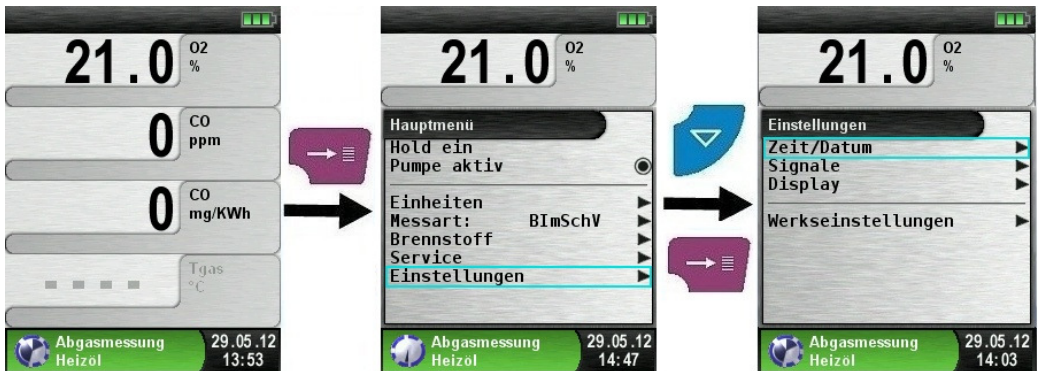 21.0 O2 %
0 CO ppm
0 CO mg/KWh
- - - - Tgas °C
Abgasmessung 29.05.12
Heizöl 13:53
21.0 O2 %
Hauptmenü
Hold ein
Pumpe aktiv
Einheiten
Messart: BImSchV
Brennstoff
Service
Einstellungen
Abgasmessung 29.05.12
Heizöl 14:47
21.0 O2 %
Einstellungen
Zeit/Datum
Signale
Display
Werkseinstellungen
Abgasmessung 29.05.12
Heizöl 14:03